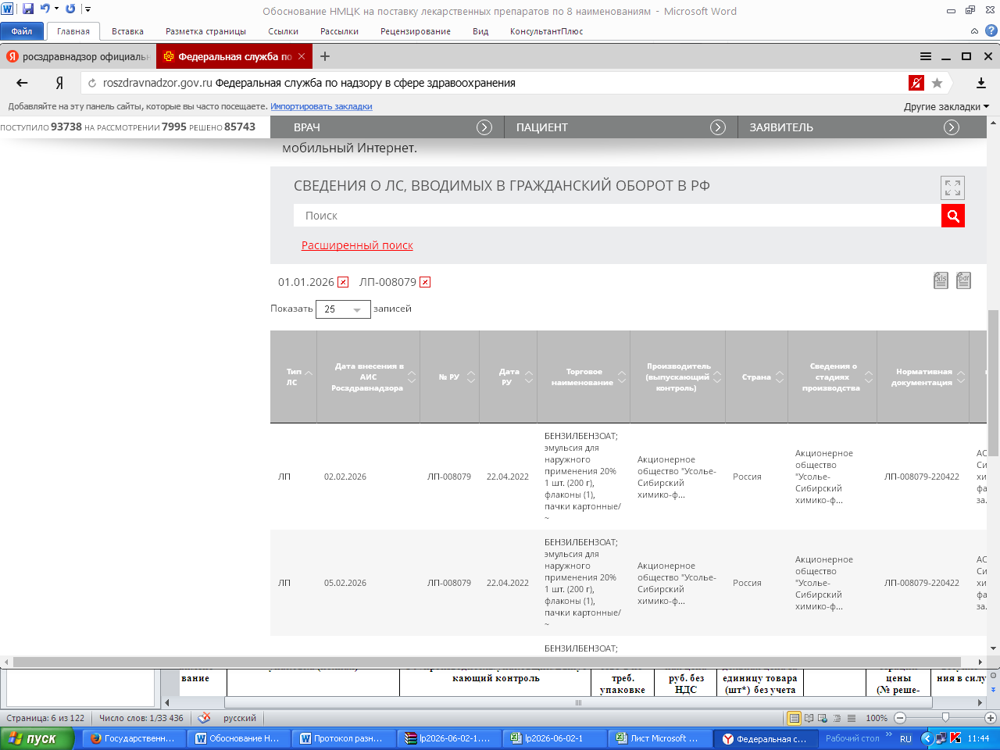 Обоснование НМЦК на поставку лекарственных препаратов по 8 наименованиям - Microsoft Word
Файл Главная Вставка Разметка страницы Ссылки Рассылки Рецензирование Вид КонсультантПлюс
росздравнадзор официальн Федеральная служба по
roszdravnadzor.gov.ru Федеральная служба по надзору в сфере здравоохранения
Добавляйте на эту панель сайты, которые вы часто посещаете. Импортировать закладки Другие закладки
ПОСТУПИЛО 93738 НА РАССМОТРЕНИИ 7995 РЕШЕНО 85743 ВРАЧ ПАЦИЕНТ ЗАЯВИТЕЛЬ
мобильный Интернет.
СВЕДЕНИЯ О ЛС, ВВОДИМЫХ В ГРАЖДАНСКИЙ ОБОРОТ В РФ
Поиск
Расширенный поиск
01.01.2026 ЛП-008079 xls pdf
Показать 25 записей
Тип ЛС
Дата внесения в АИС Росздравнадзора
№ РУ
Дата РУ
Торговое наименование
Производитель (выпускающий контроль)
Страна
Сведения о стадиях производства
Нормативная документация
ЛП
02.02.2026
ЛП-008079
22.04.2022
БЕНЗИЛБЕНЗОАТ;
эмульсия для
наружного
применения 20%
1 шт. (200 г),
флаконы (1),
пачки картонные/
~
Акционерное
общество "Усолье-
Сибирский
химико-ф...
Россия
Акционерное
общество
"Усолье-
Сибирский
химико-ф...
ЛП-008079-220422
АС
Си
хи
фа
за.
ЛП
05.02.2026
ЛП-008079
22.04.2022
БЕНЗИЛБЕНЗОАТ;
эмульсия для
наружного
применения 20%
1 шт. (200 г),
флаконы (1),
пачки картонные/
~
Акционерное
общество "Усолье-
Сибирский
химико-ф...
Россия
Акционерное
общество
"Усолье-
Сибирский
химико-ф...
ЛП-008079-220422
АС
Си
хи
фа
за.
БЕНЗИЛБЕНЗОАТ;
вание
кающий контроль
треб.
упаковке
руб. без
НДС
единицу товара
(шт*) без учета
цены
(№ реше-
ния в силу
Страница: 6 из 122 Число слов: 1/33 436 русский 100%
пуск Государственн... Обоснование Н... Протокол разн... lp2026-06-02-1.... lp2026-06-02-1 Лист Microsoft ... Федеральная с... Рабочий стол RU 11:44